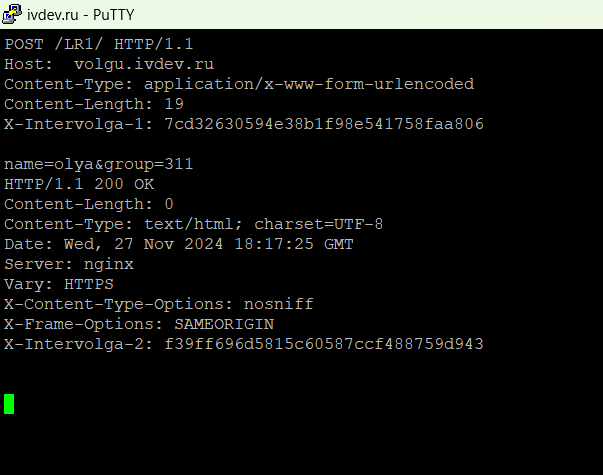 ivdev.ru - PuTTY
POST /LR1/ HTTP/1.1
Host:  volgu.ivdev.ru
Content-Type: application/x-www-form-urlencoded
Content-Length: 19
X-Intervolga-1: 7cd32630594e38b1f98e541758faa806

name=olya&group=311
HTTP/1.1 200 OK
Content-Length: 0
Content-Type: text/html; charset=UTF-8
Date: Wed, 27 Nov 2024 18:17:25 GMT
Server: nginx
Vary: HTTPS
X-Content-Type-Options: nosniff
X-Frame-Options: SAMEORIGIN
X-Intervolga-2: f39ff696d5815c60587ccf488759d943